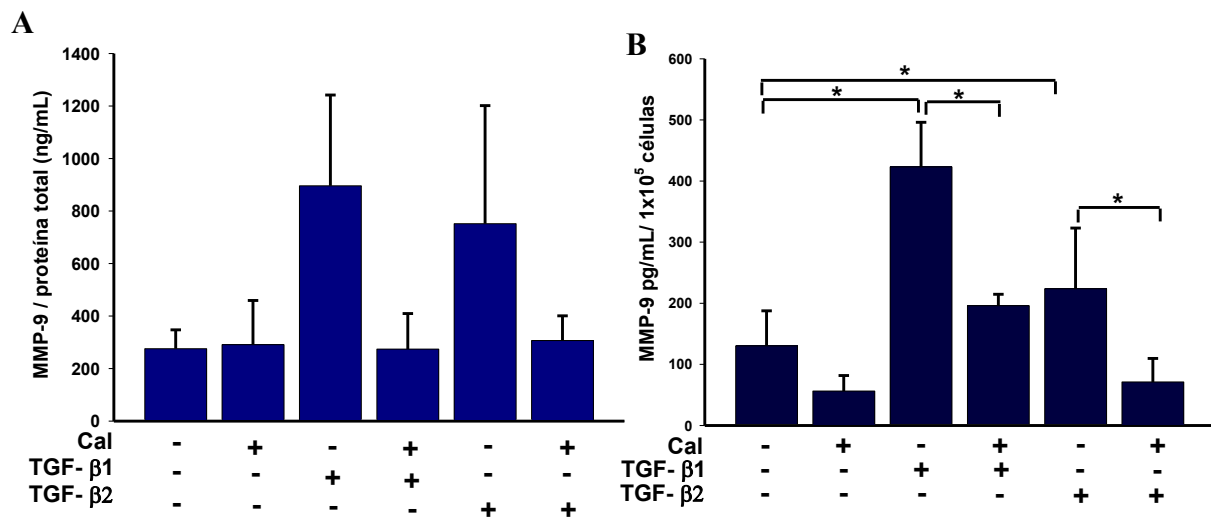 A
MMP-9 / proteína total (ng/mL)
1400
1200
1000
800
600
400
200
0
Cal - + - + - +
TGF- β1 - - + + - -
TGF- β2 - - - - + +
B
MMP-9 pg/mL/ 1x10⁵ células
600
500
400
300
200
100
0
*
*
*
*
Cal - + - + - +
TGF- β1 - - + + - -
TGF- β2 - - - - + +